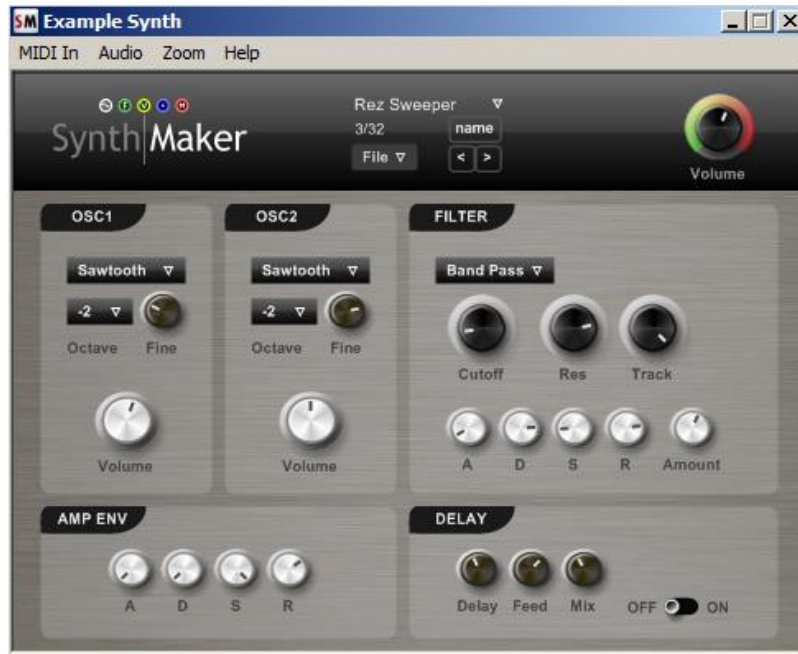 SM Example Synth
MIDI In Audio Zoom Help
F V M
Synth Maker
Rez Sweeper
3/32 name
File < >
Volume
OSC1
Sawtooth
-2
Octave Fine
Volume
OSC2
Sawtooth
-2
Octave Fine
Volume
FILTER
Band Pass
Cutoff Res Track
A D S R Amount
AMP ENV
A D S R
DELAY
Delay Feed Mix OFF ON